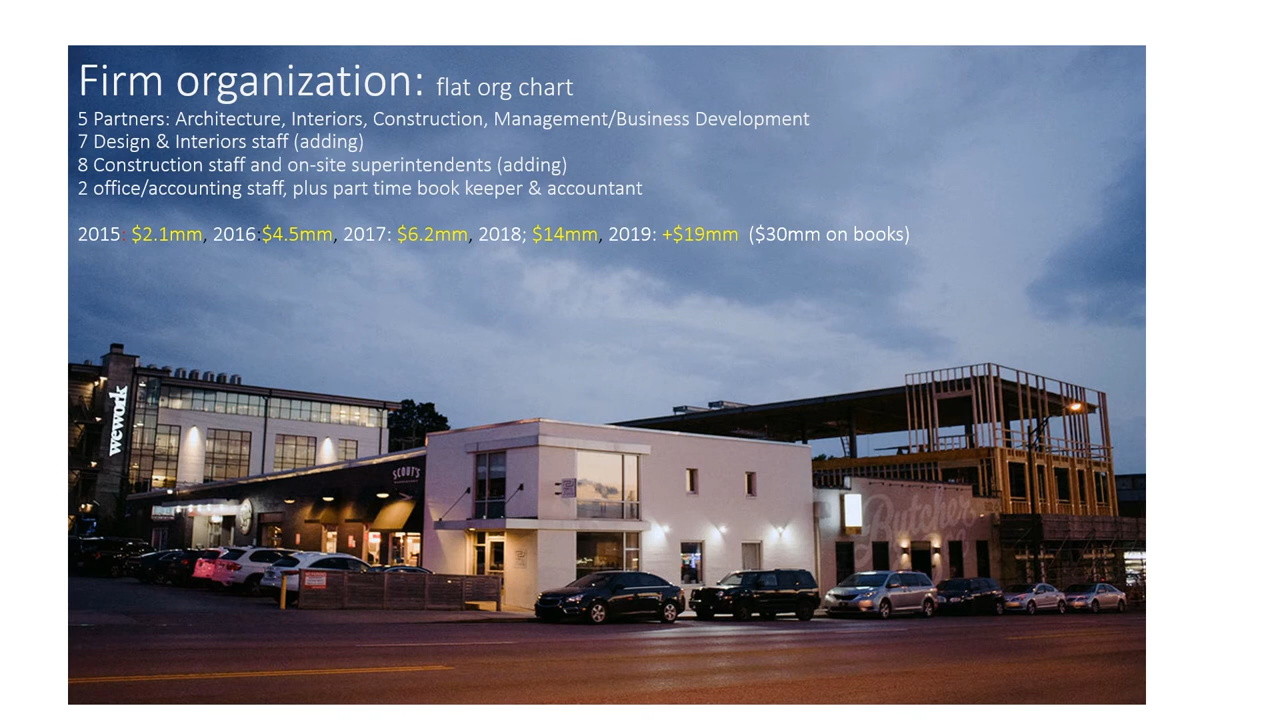 Firm organization: flat org chart
5 Partners: Architecture, Interiors, Construction, Management/Business Development
7 Design & Interiors staff (adding)
8 Construction staff and on-site superintendents (adding)
2 office/accounting staff, plus part time book keeper & accountant
2015: $2.1mm, 2016:$4.5mm, 2017: $6.2mm, 2018; $14mm, 2019: +$19mm ($30mm on books)
wework
SCOUT'S
Butcher